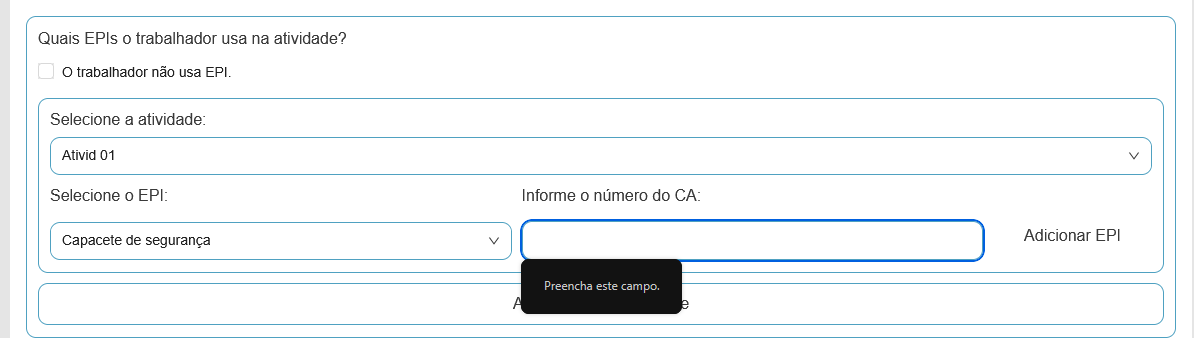 Quais EPIs o trabalhador usa na atividade?
O trabalhador não usa EPI.
Selecione a atividade:
Ativid 01
Selecione o EPI:
Informe o número do CA:
Capacete de segurança
Adicionar EPI
Preencha este campo.